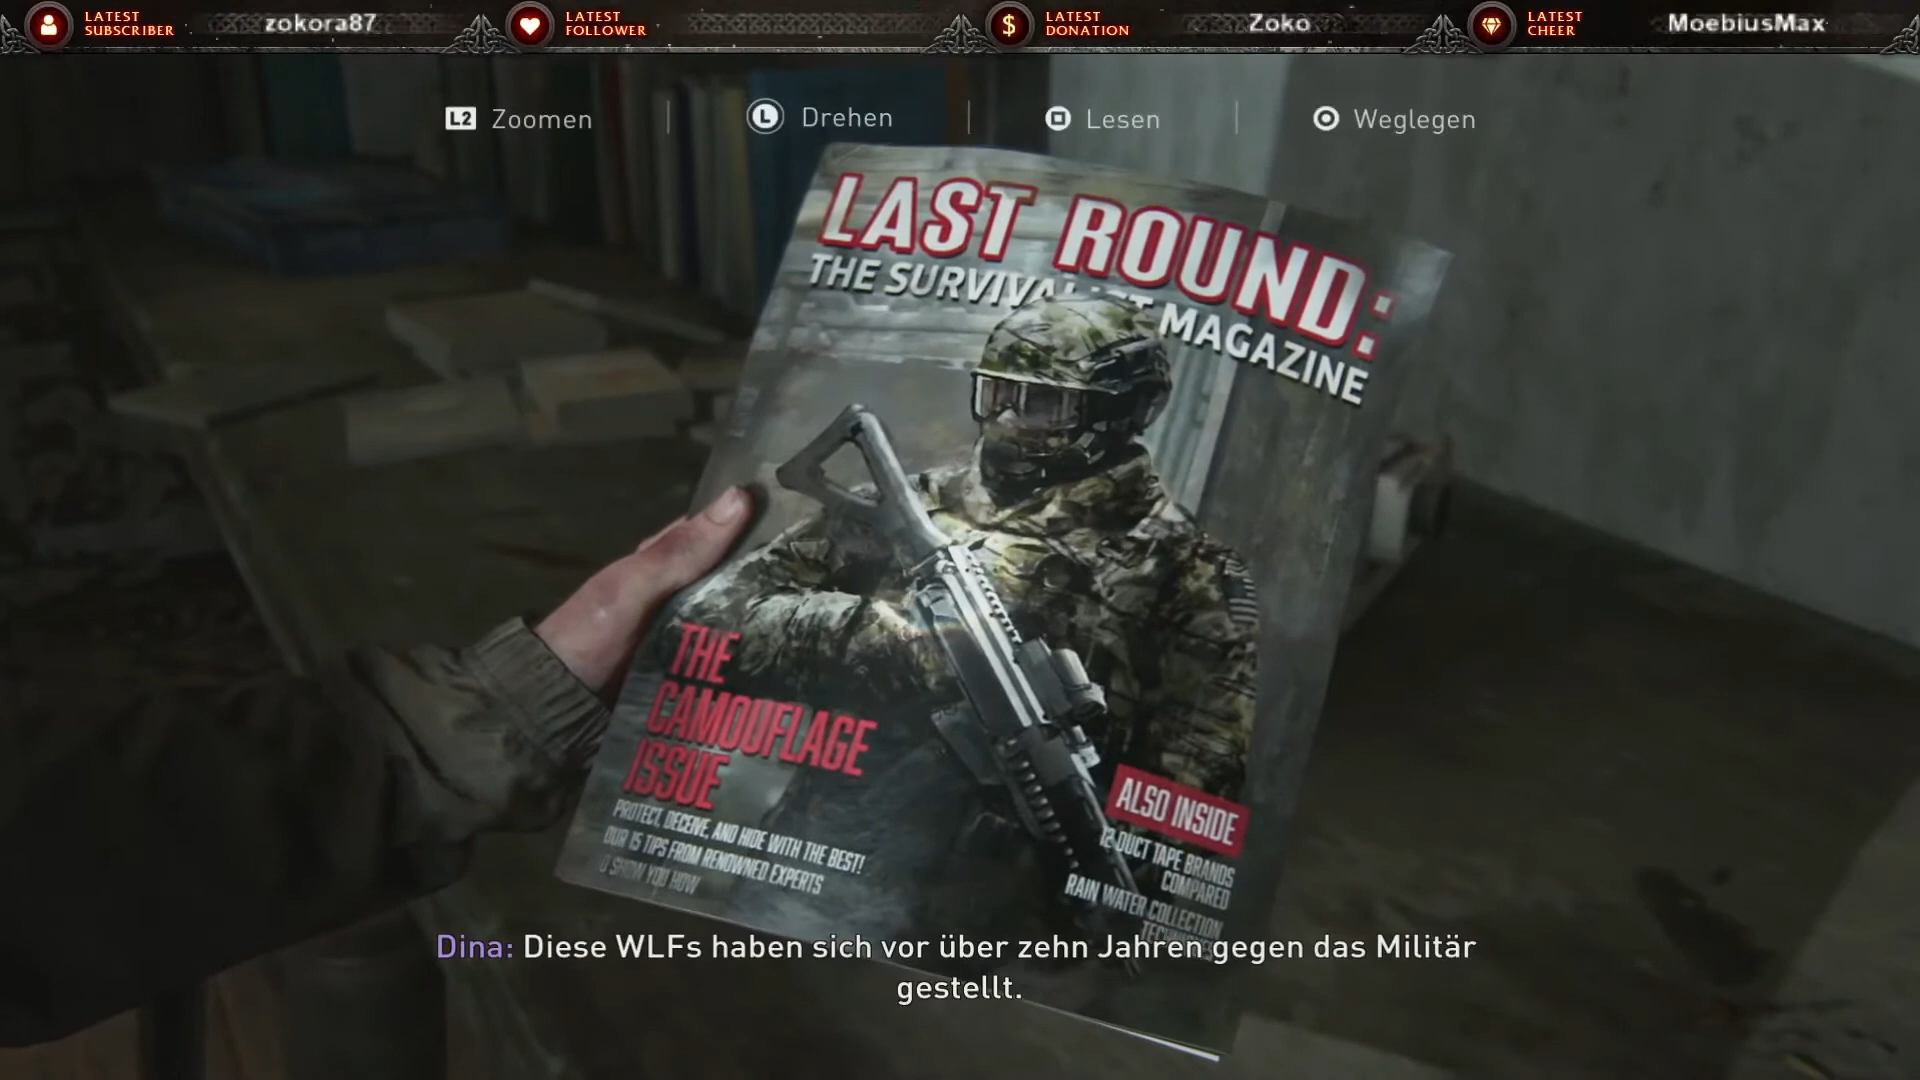 LATEST SUBSCRIBER
zokora87
LATEST FOLLOWER
LATEST DONATION
Zoko
LATEST CHEER
MoebiusMax
L2 Zoomen
L Drehen
Lesen
Weglegen
LAST ROUND:
THE SURVIVALIST MAGAZINE
THE
CAMOUFLAGE
ISSUE
PROTECT, DECEIVE, AND HIDE WITH THE BEST!
OUR 15 TIPS FROM RENOWNED EXPERTS
SHOW YOU HOW
ALSO INSIDE
12 DUCT TAPE BRANDS
COMPARED
RAIN WATER COLLECTION
Dina: Diese WLFs haben sich vor über zehn Jahren gegen das Militär
gestellt.